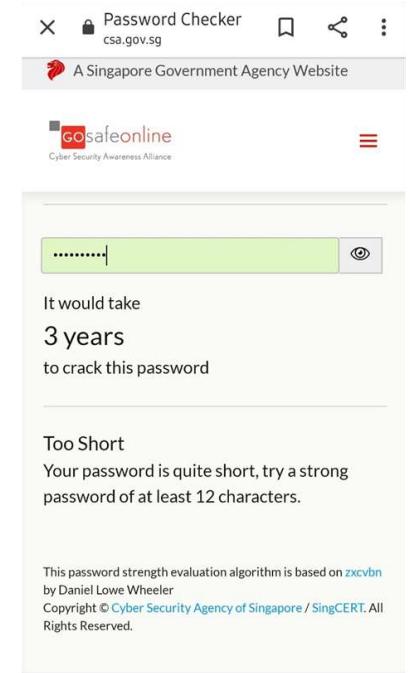 Password Checker
csa.gov.sg
A Singapore Government Agency Website
GOsafeonline
Cyber Security Awareness Alliance
••••••••••
It would take
3 years
to crack this password
Too Short
Your password is quite short, try a strong
password of at least 12 characters.
This password strength evaluation algorithm is based on zxcvbn
by Daniel Lowe Wheeler
Copyright © Cyber Security Agency of Singapore / SingCERT. All
Rights Reserved.